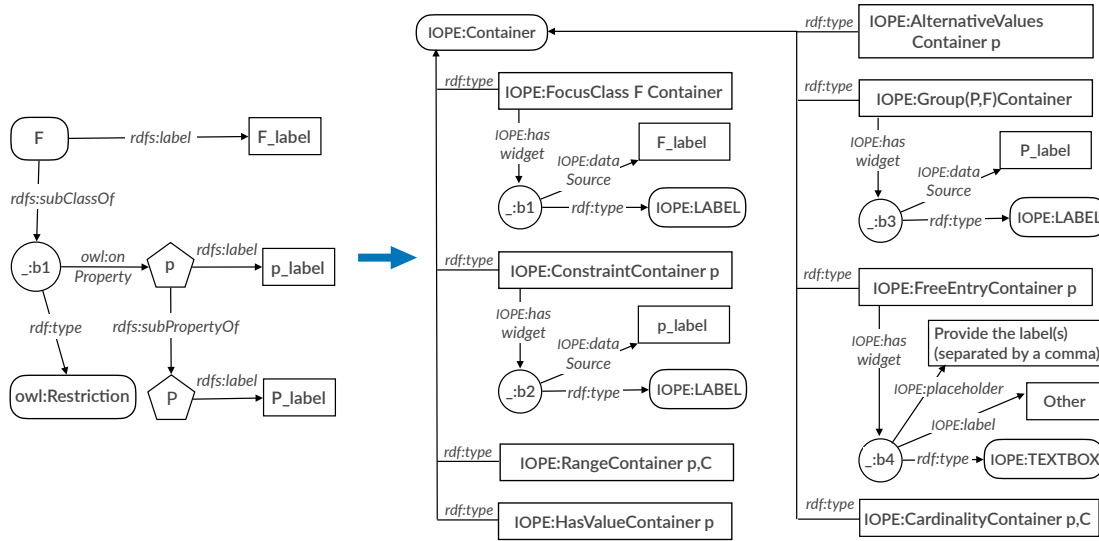 F
rdfs:label
F_label
rdfs:subClassOf
_:b1
owl:on
Property
p
rdfs:label
p_label
rdf:type
rdfs:subPropertyOf
owl:Restriction
P
rdfs:label
P_label
IOPE:Container
rdf:type
IOPE:FocusClass F Container
IOPE:has
widget
IOPE:data
Source
F_label
_:b1
rdf:type
IOPE:LABEL
rdf:type
IOPE:ConstraintContainer p
IOPE:has
widget
IOPE:data
Source
p_label
_:b2
rdf:type
IOPE:LABEL
rdf:type
IOPE:RangeContainer p,C
rdf:type
IOPE:HasValueContainer p
rdf:type
IOPE:AlternativeValues
Container p
rdf:type
IOPE:Group(P,F)Container
IOPE:has
widget
IOPE:data
Source
P_label
_:b3
rdf:type
IOPE:LABEL
rdf:type
IOPE:FreeEntryContainer p
IOPE:has
widget
Provide the label(s)
(separated by a comma)
IOPE:placeholder
Other
IOPE:label
_:b4
rdf:type
IOPE:TEXTBOX
rdf:type
IOPE:CardinalityContainer p,C